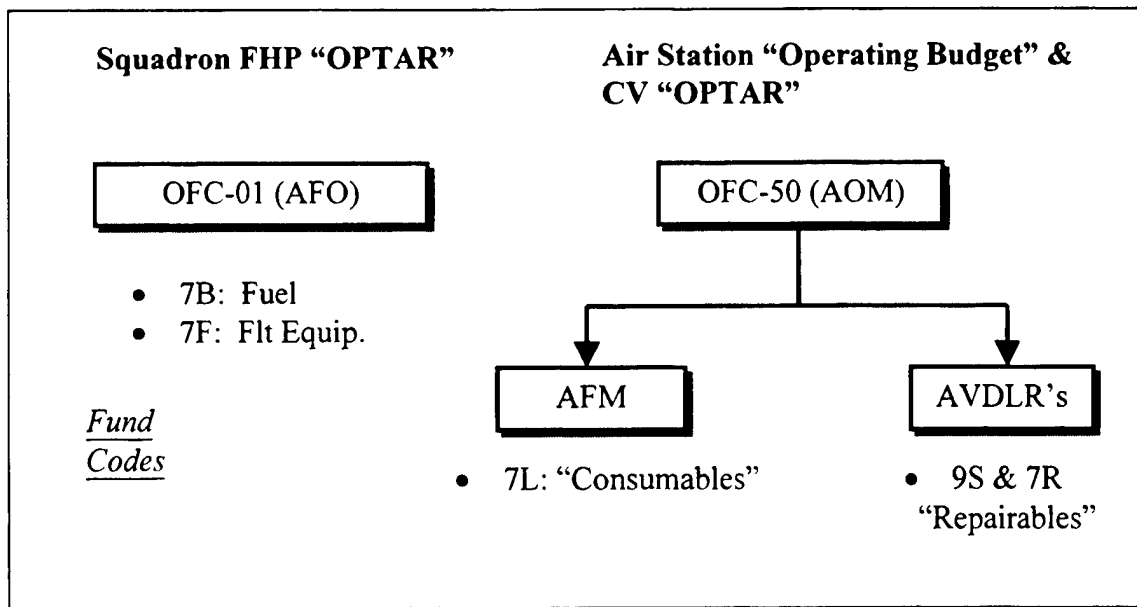 Squadron FHP “OPTAR”
Air Station “Operating Budget” &
CV “OPTAR”
OFC-01 (AFO)
OFC-50 (AOM)
• 7B: Fuel
• 7F: Flt Equip.
AFM
AVDLR's
Fund
Codes
• 7L: “Consumables”
• 9S & 7R
“Repairables”